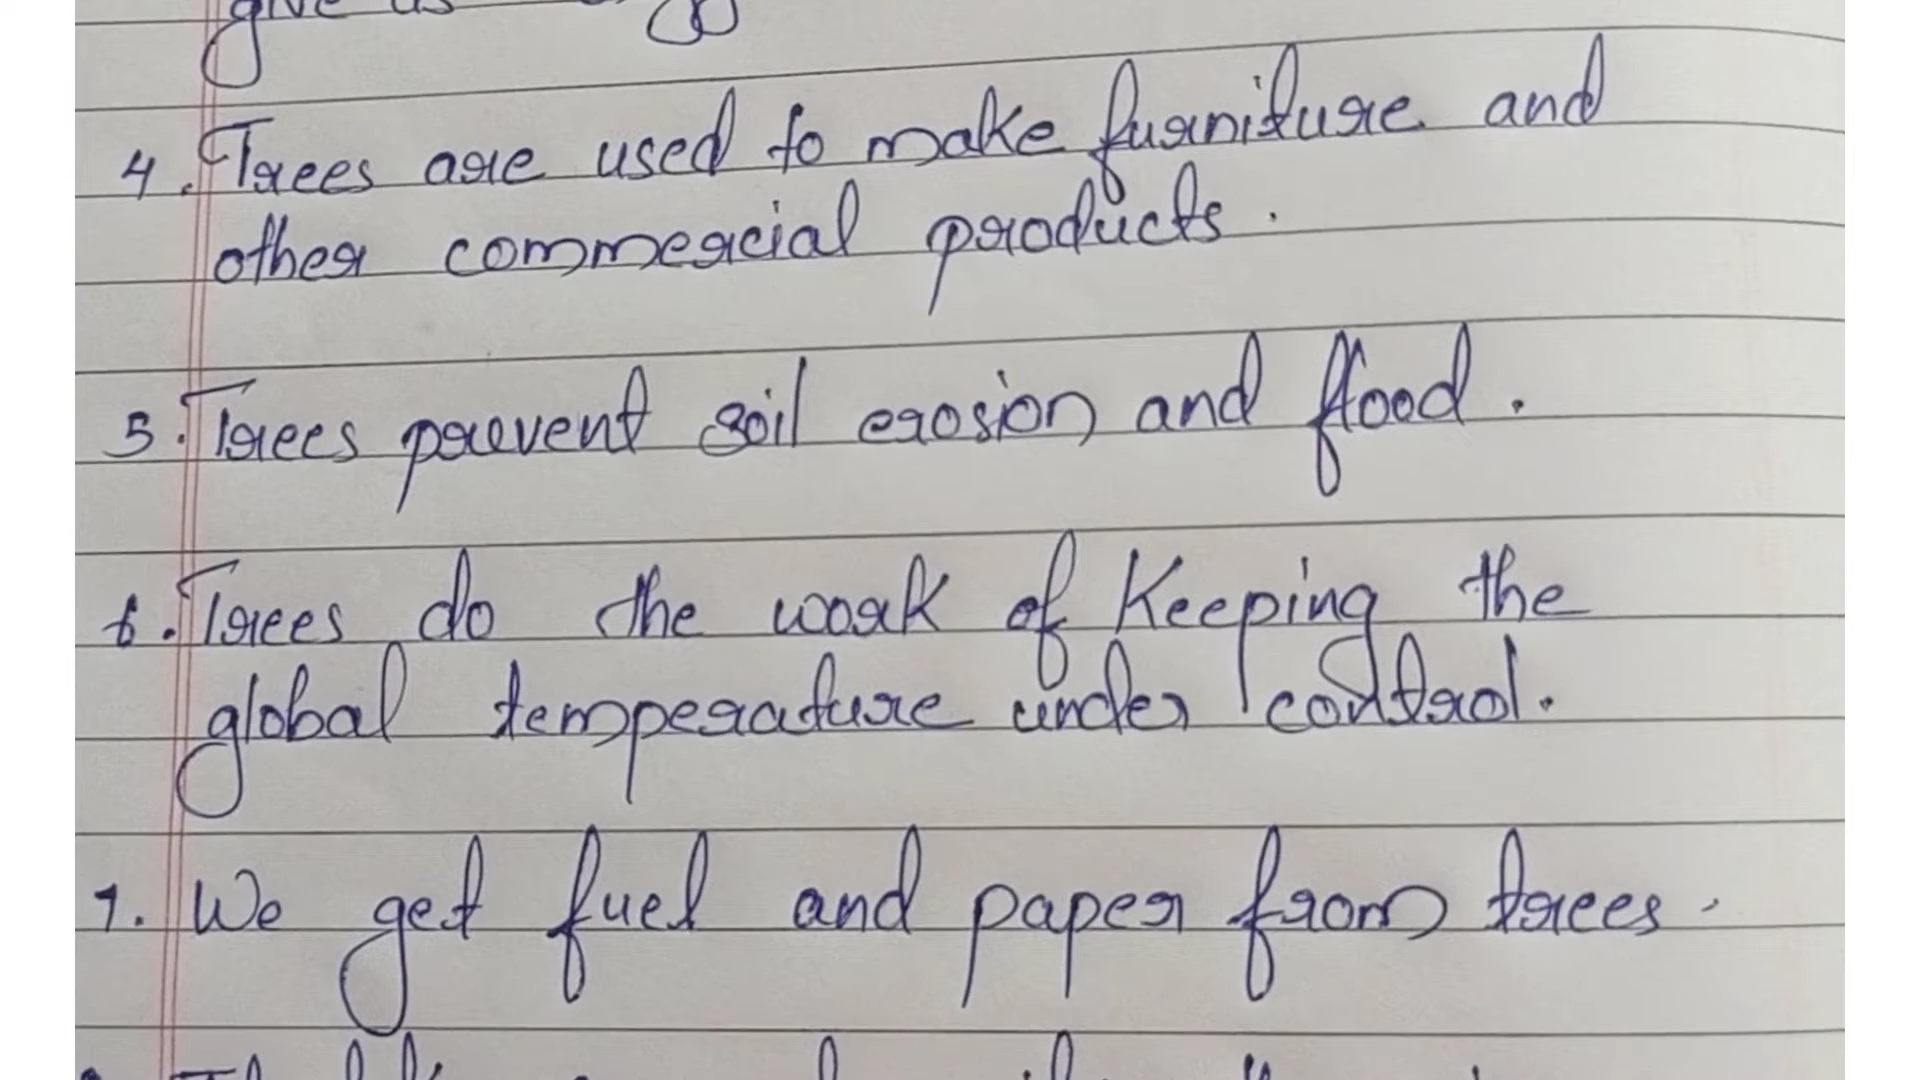 give us
4. Trees are used to make furniture and
other commercial products.
5. Trees prevent soil erosion and flood.
6. Trees do the work of Keeping the
global temperature under control.
7. We get fuel and paper from trees.